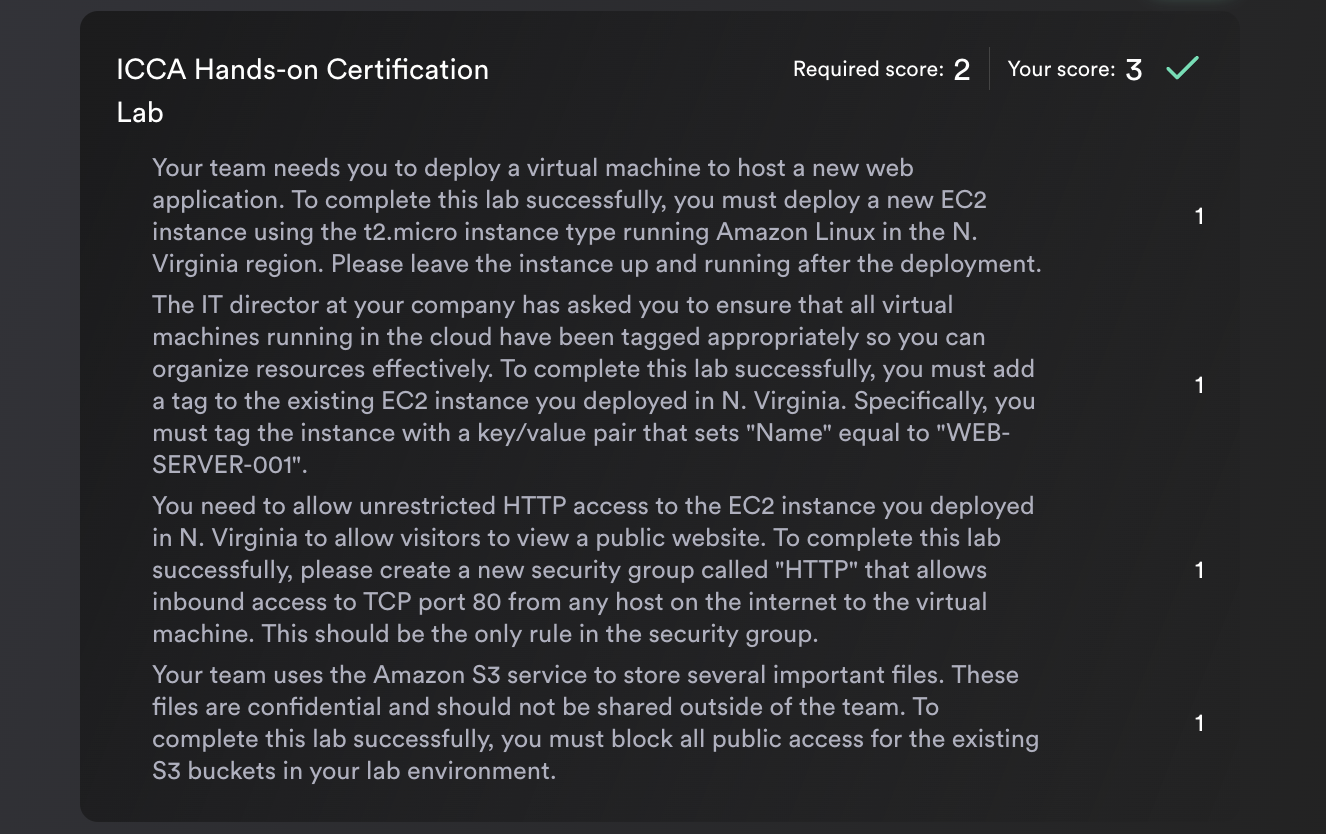 ICCA Hands-on Certification
Lab
Required score: 2
Your score: 3
Your team needs you to deploy a virtual machine to host a new web
application. To complete this lab successfully, you must deploy a new EC2
instance using the t2.micro instance type running Amazon Linux in the N.
Virginia region. Please leave the instance up and running after the deployment.
1
The IT director at your company has asked you to ensure that all virtual
machines running in the cloud have been tagged appropriately so you can
organize resources effectively. To complete this lab successfully, you must add
a tag to the existing EC2 instance you deployed in N. Virginia. Specifically, you
must tag the instance with a key/value pair that sets "Name" equal to "WEB-
SERVER-001".
1
You need to allow unrestricted HTTP access to the EC2 instance you deployed
in N. Virginia to allow visitors to view a public website. To complete this lab
successfully, please create a new security group called "HTTP" that allows
inbound access to TCP port 80 from any host on the internet to the virtual
machine. This should be the only rule in the security group.
1
Your team uses the Amazon S3 service to store several important files. These
files are confidential and should not be shared outside of the team. To
complete this lab successfully, you must block all public access for the existing
S3 buckets in your lab environment.
1